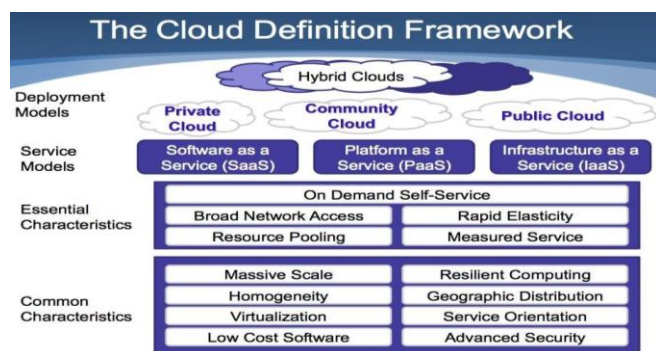 The Cloud Definition Framework
Hybrid Clouds
Deployment
Models
Private
Cloud
Community
Cloud
Public Cloud
Service
Models
Software as a
Service (SaaS)
Platform as a
Service (PaaS)
Infrastructure as a
Service (IaaS)
Essential
Characteristics
On Demand Self-Service
Broad Network Access
Rapid Elasticity
Resource Pooling
Measured Service
Common
Characteristics
Massive Scale
Resilient Computing
Homogeneity
Geographic Distribution
Virtualization
Service Orientation
Low Cost Software
Advanced Security